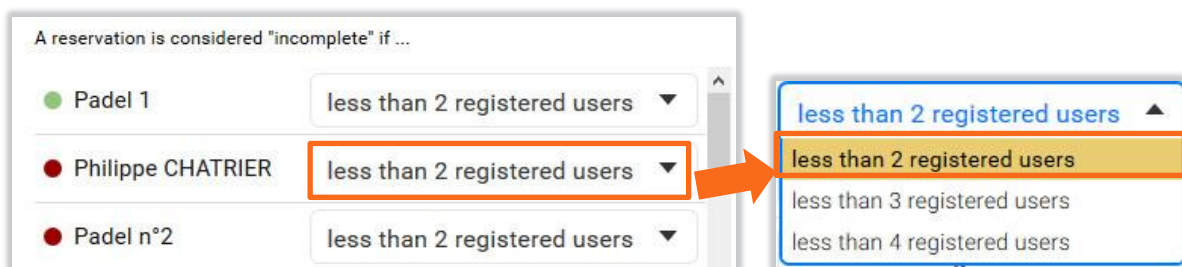 A reservation is considered "incomplete" if ...
Padel 1
less than 2 registered users
Philippe CHATRIER
less than 2 registered users
Padel n°2
less than 2 registered users
less than 2 registered users
less than 2 registered users
less than 3 registered users
less than 4 registered users